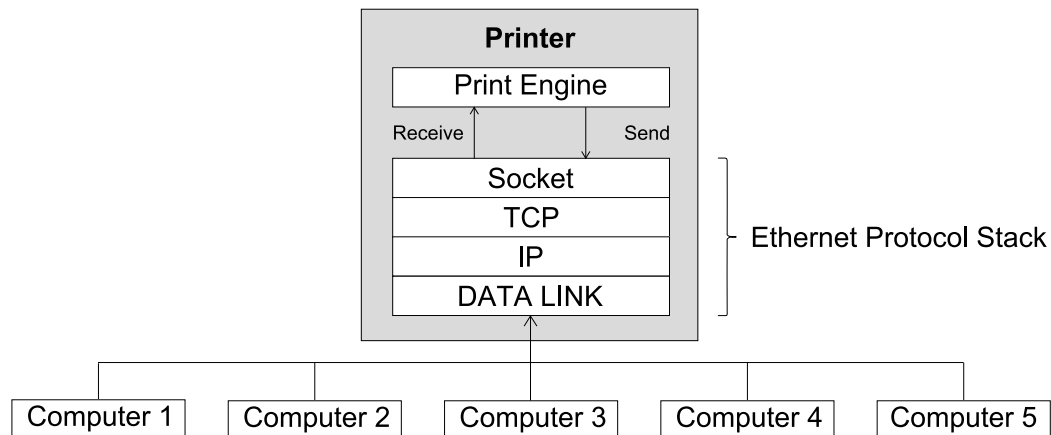 Printer
Print Engine
Receive
Send
Socket
TCP
IP
DATA LINK
Ethernet Protocol Stack
Computer 1
Computer 2
Computer 3
Computer 4
Computer 5